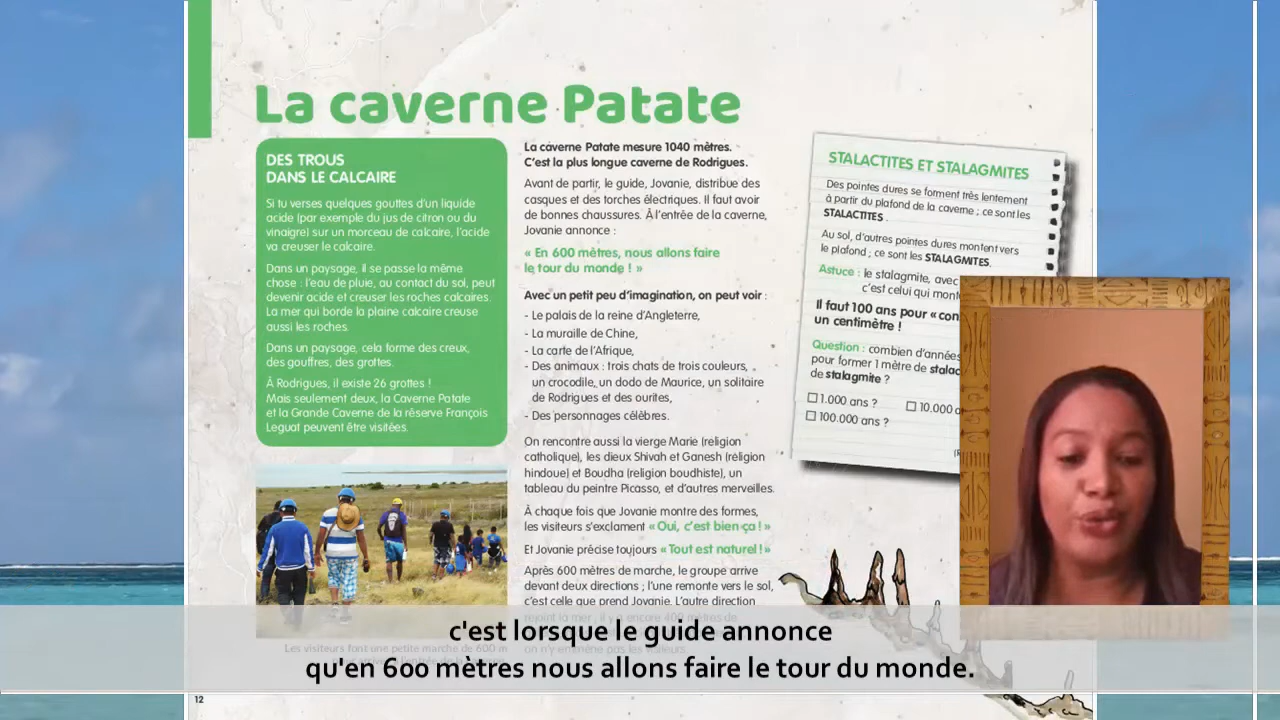 La caverne Patate
DES TROUS
DANS LE CALCAIRE
Si tu verses quelques gouttes d'un liquide
acide (par exemple du jus de citron ou du
vinaigre) sur un morceau de calcaire, l'acide
va creuser le calcaire.
Dans un paysage, il se passe la même
chose : l'eau de pluie, au contact du sol, peut
devenir acide et creuser les roches calcaires.
La mer qui borde la plaine calcaire creuse
aussi les roches.
Dans un paysage, cela forme des creux,
des gouffres, des grottes.
À Rodrigues, il existe 26 grottes !
Mais seulement deux, la Caverne Patate
et la Grande Caverne de la réserve François
Leguat peuvent être visitées.
Les visiteurs font une petite marche de 600 m
La caverne Patate mesure 1040 mètres.
C'est la plus longue caverne de Rodrigues.
Avant de partir, le guide, Jovanie, distribue des
casques et des torches électriques. Il faut avoir
de bonnes chaussures. À l'entrée de la caverne,
Jovanie annonce :
« En 600 mètres, nous allons faire
le tour du monde ! »
Avec un petit peu d'imagination, on peut voir :
- Le palais de la reine d'Angleterre,
- La muraille de Chine,
- La carte de l'Afrique,
- Des animaux : trois chats de trois couleurs,
un crocodile, un dodo de Maurice, un solitaire
de Rodrigues et des ourites,
- Des personnages célèbres.
On rencontre aussi la vierge Marie (religion
catholique), les dieux Shivah et Ganesh (réligion
hindoue) et Boudha (religion boudhiste), un
tableau du peintre Picasso, et d'autres merveilles.
À chaque fois que Jovanie montre des formes,
les visiteurs s'exclament « Oui, c'est bien ça ! »
Et Jovanie précise toujours « Tout est naturel ! »
Après 600 mètres de marche, le groupe arrive
devant deux directions ; l'une remonte vers le sol,
c'est celle que prend Jovanie. L'autre direction
rejoint la mer ; il y a encore 400 mètres de
on n'y emmène pas les visiteurs.
STALACTITES ET STALAGMITES
Des pointes dures se forment très lentement
à partir du plafond de la caverne ; ce sont les
STALACTITES .
Au sol, d'autres pointes dures montent vers
le plafond ; ce sont les STALAGMITES.
Astuce : le stalagmite, avec
c'est celui qui mont
Il faut 100 ans pour « con
un centimètre !
Question : combien d'années
pour former 1 mètre de stalac
de stalagmite ?
1.000 ans ? 10.000 a
100.000 ans ?
c'est lorsque le guide annonce
qu'en 600 mètres nous allons faire le tour du monde.
12